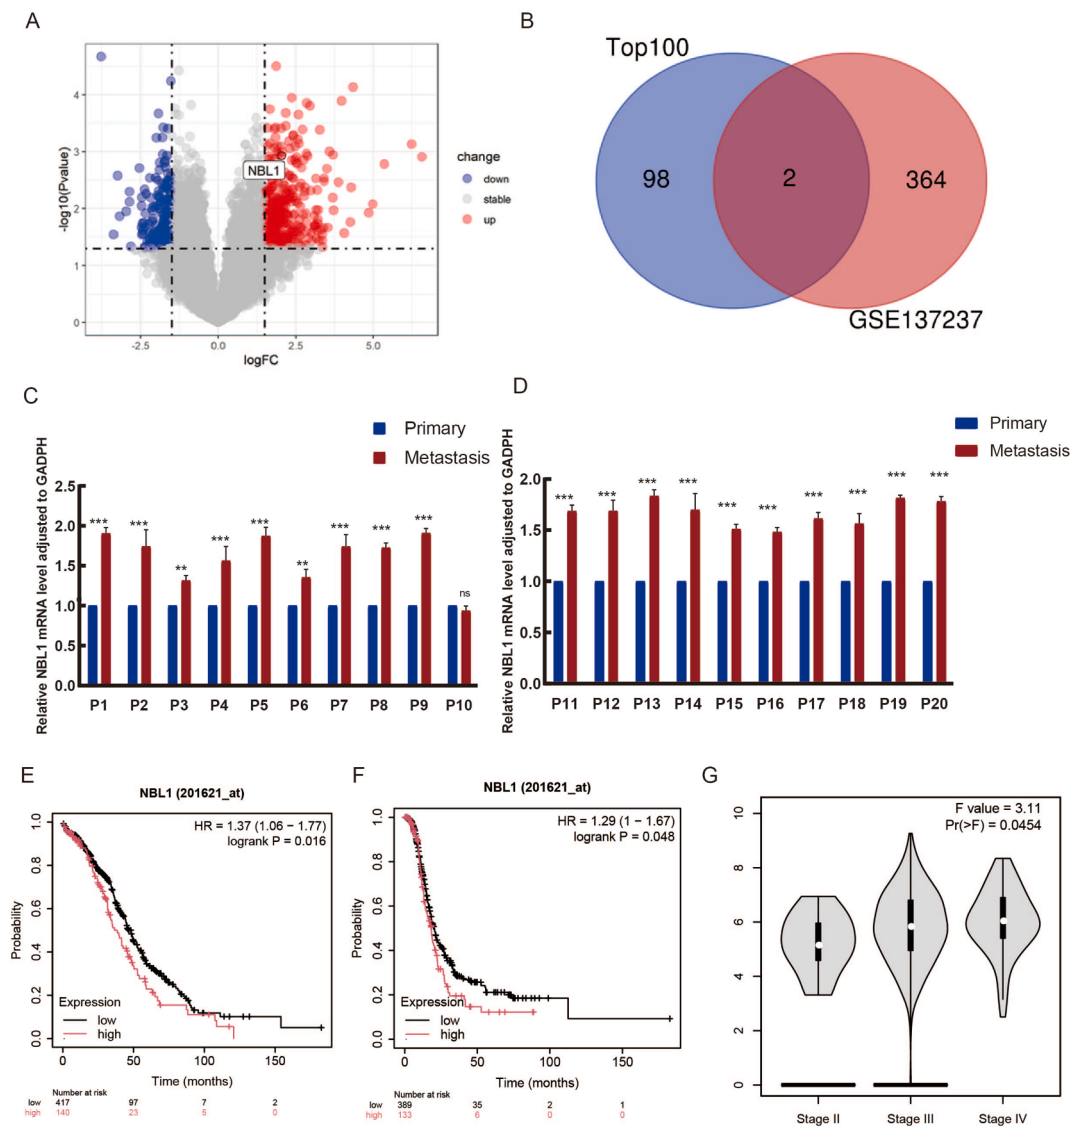 A
4
3
2
1
0
-log10(Pvalue)
NBL1
-2.5
0.0
2.5
5.0
logFC
change
down
stable
up
B
Top100
98
2
364
GSE137237
C
Primary
Metastasis
Relative NBL1 mRNA level adjusted to GADPH
2.5
2.0
1.5
1.0
0.5
0.0
***
***
**
***
***
**
***
***
***
ns
P1 P2 P3 P4 P5 P6 P7 P8 P9 P10
D
Primary
Metastasis
Relative NBL1 mRNA level adjusted to GADPH
2.0
1.5
1.0
0.5
0.0
***
***
***
***
***
***
***
***
***
***
P11 P12 P13 P14 P15 P16 P17 P18 P19 P20
E
NBL1 (201621_at)
HR = 1.37 (1.06 − 1.77)
logrank P = 0.016
Probability
1.0
0.8
0.6
0.4
0.2
0.0
Expression
low
high
0 50 100 150
Time (months)
Number at risk
low 417 97 7 2
high 140 23 5 0
F
NBL1 (201621_at)
HR = 1.29 (1 − 1.67)
logrank P = 0.048
Probability
1.0
0.8
0.6
0.4
0.2
0.0
Expression
low
high
0 50 100 150
Time (months)
Number at risk
low 389 35 2 1
high 133 6 0 0
G
F value = 3.11
Pr(>F) = 0.0454
10
8
6
4
2
0
Stage II Stage III Stage IV